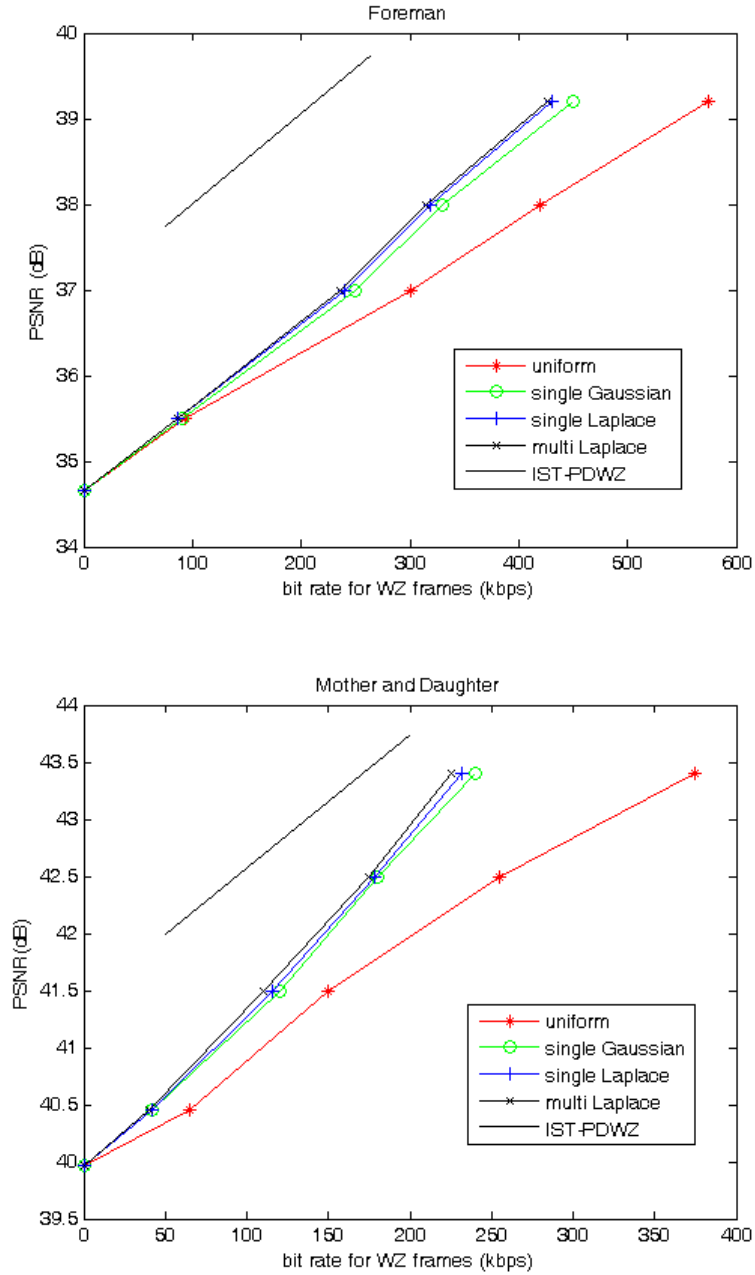 Foreman
40
39
38
37
36
35
34
PSNR (dB)
0 100 200 300 400 500 600
bit rate for WZ frames (kbps)
uniform
single Gaussian
single Laplace
multi Laplace
IST-PDWZ
Mother and Daughter
44
43.5
43
42.5
42
41.5
41
40.5
40
39.5
PSNR(dB)
0 50 100 150 200 250 300 350 400
bit rate for WZ frames (kbps)
uniform
single Gaussian
single Laplace
multi Laplace
IST-PDWZ